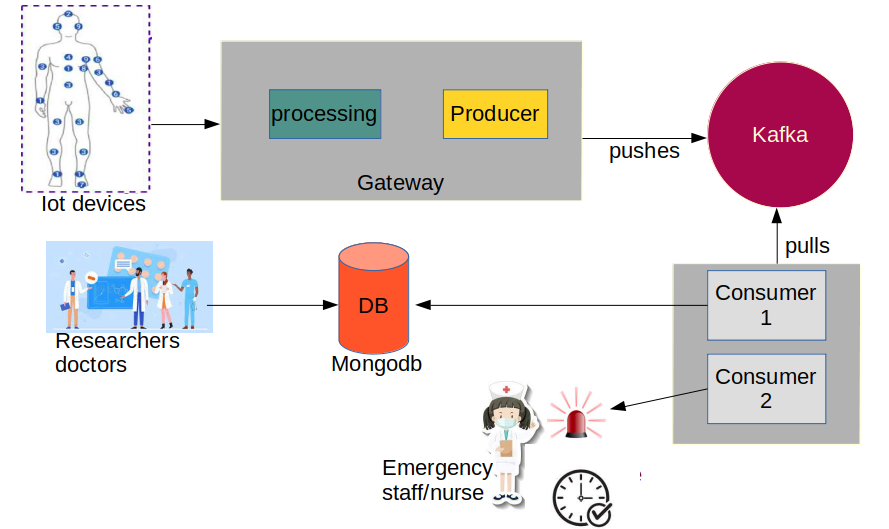 processing
Producer
Gateway
pushes
Kafka
Iot devices
pulls
Researchers
doctors
DB
Mongodb
Consumer
1
Consumer
2
Emergency
staff/nurse